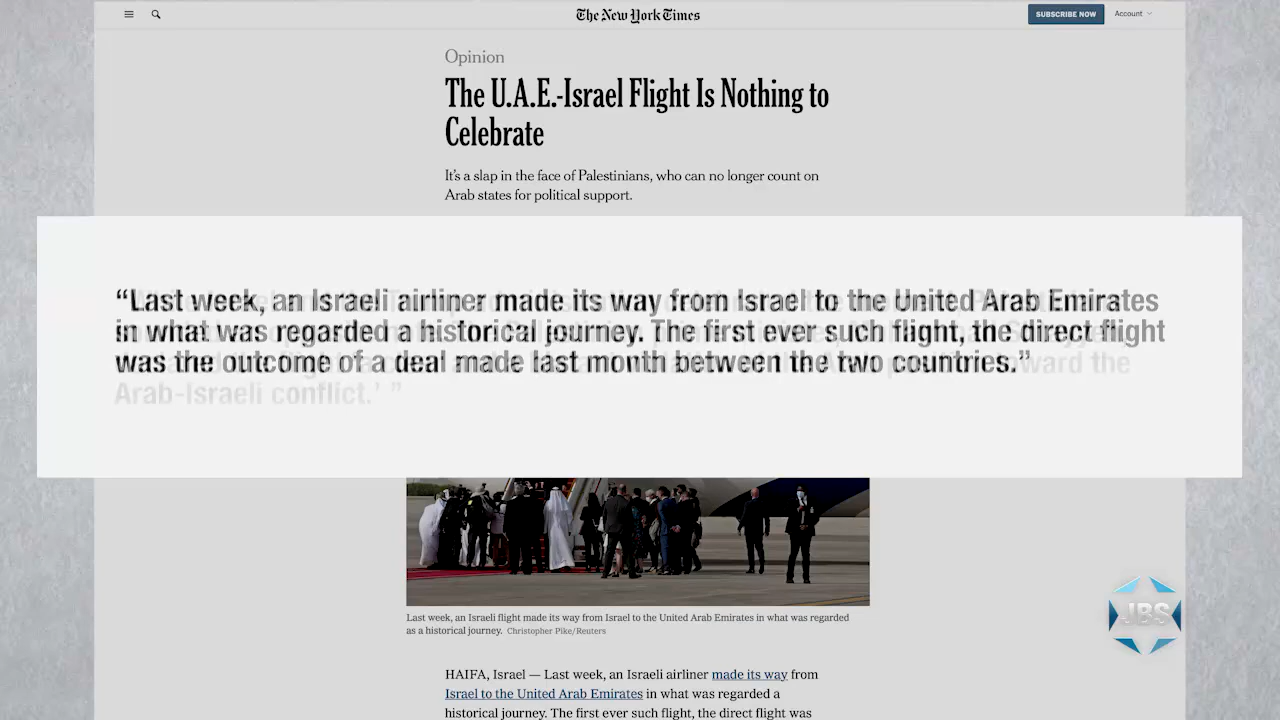 The New York Times
SUBSCRIBE NOW
Account
Opinion
The U.A.E.-Israel Flight Is Nothing to
Celebrate
It's a slap in the face of Palestinians, who can no longer count on
Arab states for political support.
“Last week, an Israeli airliner made its way from Israel to the United Arab Emirates
in what was regarded a historical journey. The first ever such flight, the direct flight
was the outcome of a deal made last month between the two countries.”
toward the
Arab-Israeli conflict.' ”
JBS
Last week, an Israeli flight made its way from Israel to the United Arab Emirates in what was regarded
as a historical journey. Christopher Pike/Reuters
HAIFA, Israel — Last week, an Israeli airliner made its way from
Israel to the United Arab Emirates in what was regarded a
historical journey. The first ever such flight, the direct flight was